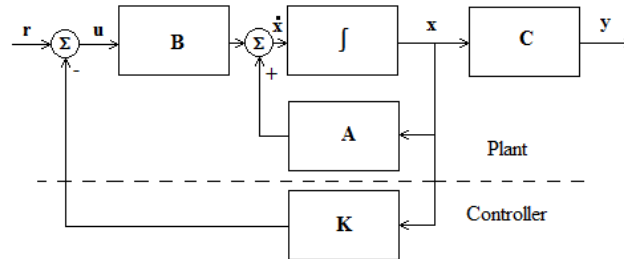 r Σ u B Σ ẋ ∫ x C y
-
+
A
Plant
K
Controller